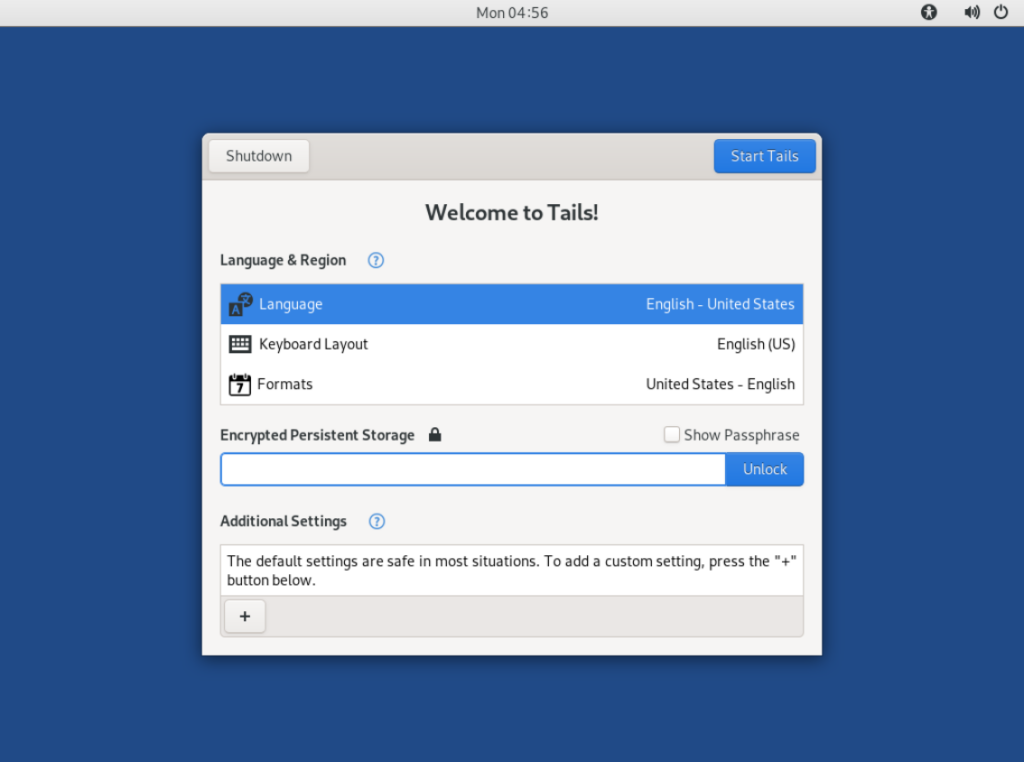 Mon 04:56
Shutdown
Start Tails
Welcome to Tails!
Language & Region ?
A 文 Language English - United States
Keyboard Layout English (US)
7 Formats United States - English
Encrypted Persistent Storage Show Passphrase
Unlock
Additional Settings ?
The default settings are safe in most situations. To add a custom setting, press the "+"
button below.
+